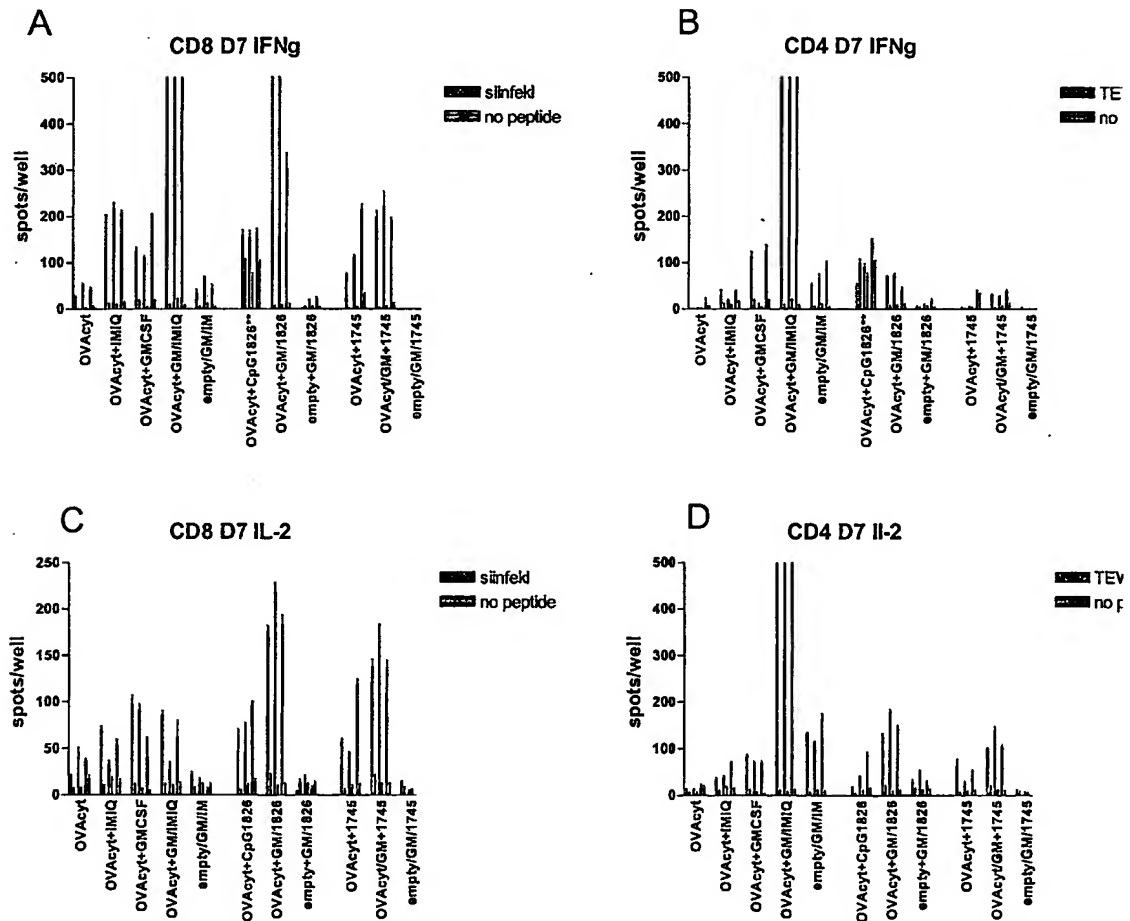 A
CD8 D7 IFNg
siinfekl
no peptide
spots/well
500
400
300
200
100
0
OVAcyt
OVAcyt+IMIQ
OVAcyt+GMCSF
OVAcyt+GM/IMIQ
empty/GM/IM
OVAcyt+CpG1826**
OVAcyt+GM/1826
empty+GM/1826
OVAcyt+1745
OVAcyt/GM+1745
empty/GM/1745
B
CD4 D7 IFNg
TE
no
spots/well
500
400
300
200
100
0
OVAcyt
OVAcyt+IMIQ
OVAcyt+GMCSF
OVAcyt+GM/IMIQ
empty/GM/IM
OVAcyt+CpG1826**
OVAcyt+GM/1826
empty+GM/1826
OVAcyt+1745
OVAcyt/GM+1745
empty/GM/1745
C
CD8 D7 IL-2
siinfekl
no peptide
spots/well
250
200
150
100
50
0
OVAcyt
OVAcyt+IMIQ
OVAcyt+GMCSF
OVAcyt+GM/IMIQ
empty/GM/IM
OVAcyt+CpG1826
OVAcyt+GM/1826
empty+GM/1826
OVAcyt+1745
OVAcyt/GM+1745
empty/GM/1745
D
CD4 D7 Il-2
TEV
no p
spots/well
500
400
300
200
100
0
OVAcyt
OVAcyt+IMIQ
OVAcyt+GMCSF
OVAcyt+GM/IMIQ
empty/GM/IM
OVAcyt+CpG1826
OVAcyt+GM/1826
empty+GM/1826
OVAcyt+1745
OVAcyt/GM+1745
empty/GM/1745